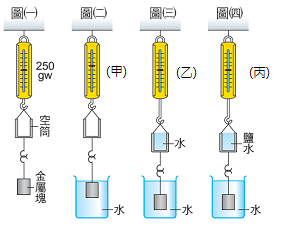 圖㈠ 圖㈡ 圖㈢ 圖㈣
250
gw
(甲)
(乙)
(丙)
空筒
水
鹽水
金屬塊
水
水
水